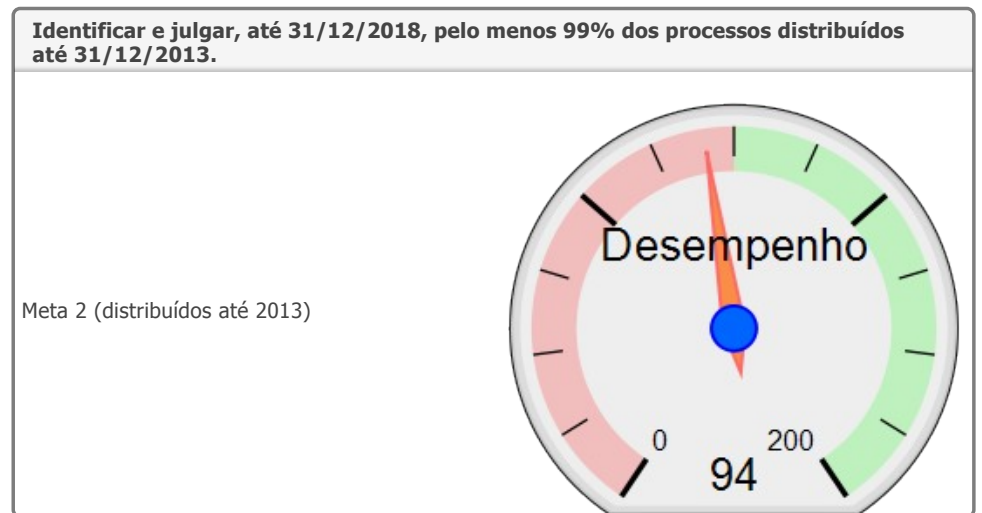 Identificar e julgar, até 31/12/2018, pelo menos 99% dos processos distribuídos
até 31/12/2013.
Meta 2 (distribuídos até 2013)
Desempenho
0
200
94